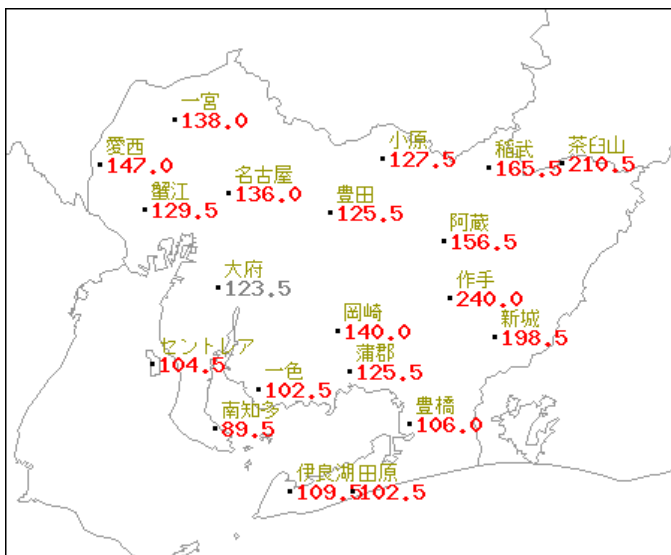 一宮
138.0
愛西
147.0
小原
127.5
稲武
165.5
茶臼山
210.5
蟹江
129.5
名古屋
136.0
豊田
125.5
阿蔵
156.5
大府
123.5
作手
240.0
岡崎
140.0
新城
198.5
セントレア
104.5
蒲郡
125.5
一色
102.5
南知多
89.5
豊橋
106.0
伊良湖
109.5
田原
102.5